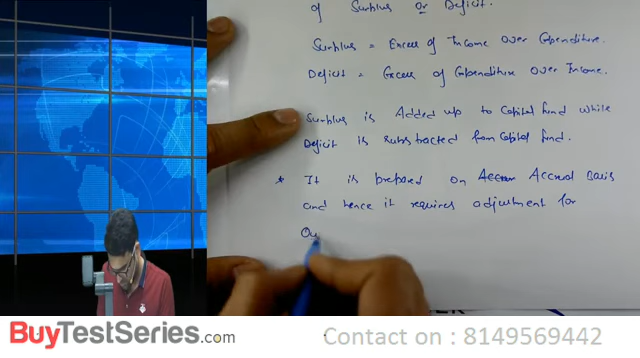 of Surplus or Deficit.
Surplus = Excess of Income Over Expenditure.
Deficit = Excess of Expenditure Over Income.
Surplus is Added up to Capital fund while
Deficit is substracted from Capital fund.
* It is prepared on Accrual Basis
and hence it requires adjustment for
Ou
BuyTestSeries.com
Contact on : 8149569442